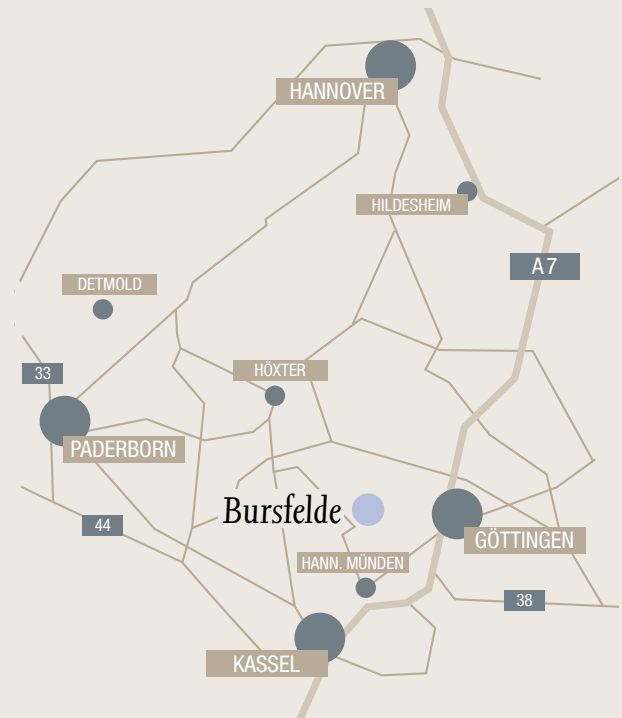 HANNOVER
HILDESHEIM
A7
DETMOLD
33
HÖXTER
PADERBORN
Bursfelde
44
GÖTTINGEN
HANN. MÜNDEN
38
KASSEL